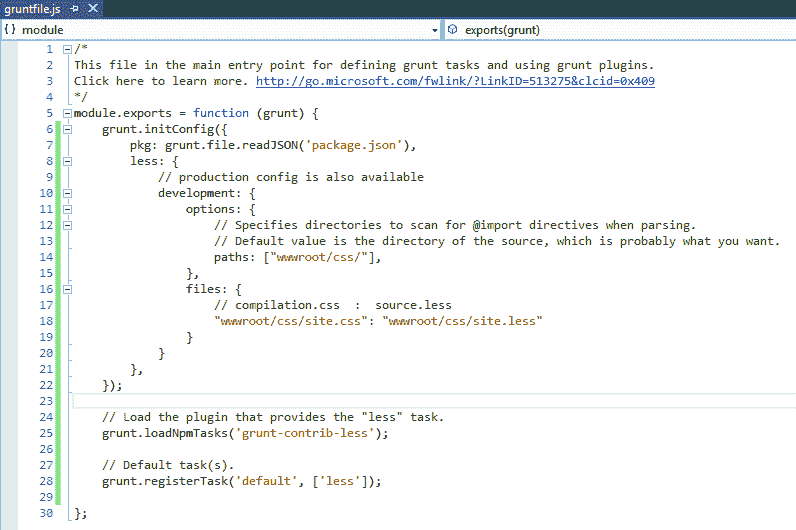 gruntfile.js
{} module
exports(grunt)
1 /*
2 This file in the main entry point for defining grunt tasks and using grunt plugins.
3 Click here to learn more. http://go.microsoft.com/fwlink/?LinkID=513275&clcid=0x409
4 */
5 module.exports = function (grunt) {
6     grunt.initConfig({
7         pkg: grunt.file.readJSON('package.json'),
8         less: {
9             // production config is also available
10             development: {
11                 options: {
12                     // Specifies directories to scan for @import directives when parsing.
13                     // Default value is the directory of the source, which is probably what you want.
14                     paths: ["wwwroot/css/"],
15                 },
16                 files: {
17                     // compilation.css  :  source.less
18                     "wwwroot/css/site.css": "wwwroot/css/site.less"
19                 }
20             }
21         },
22     });
23
24     // Load the plugin that provides the "less" task.
25     grunt.loadNpmTasks('grunt-contrib-less');
26
27     // Default task(s).
28     grunt.registerTask('default', ['less']);
29
30 };